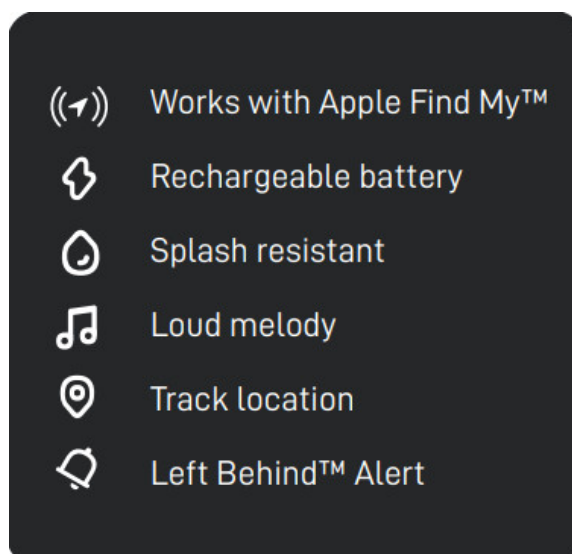 Works with Apple Find My™
Rechargeable battery
Splash resistant
Loud melody
Track location
Left Behind™ Alert